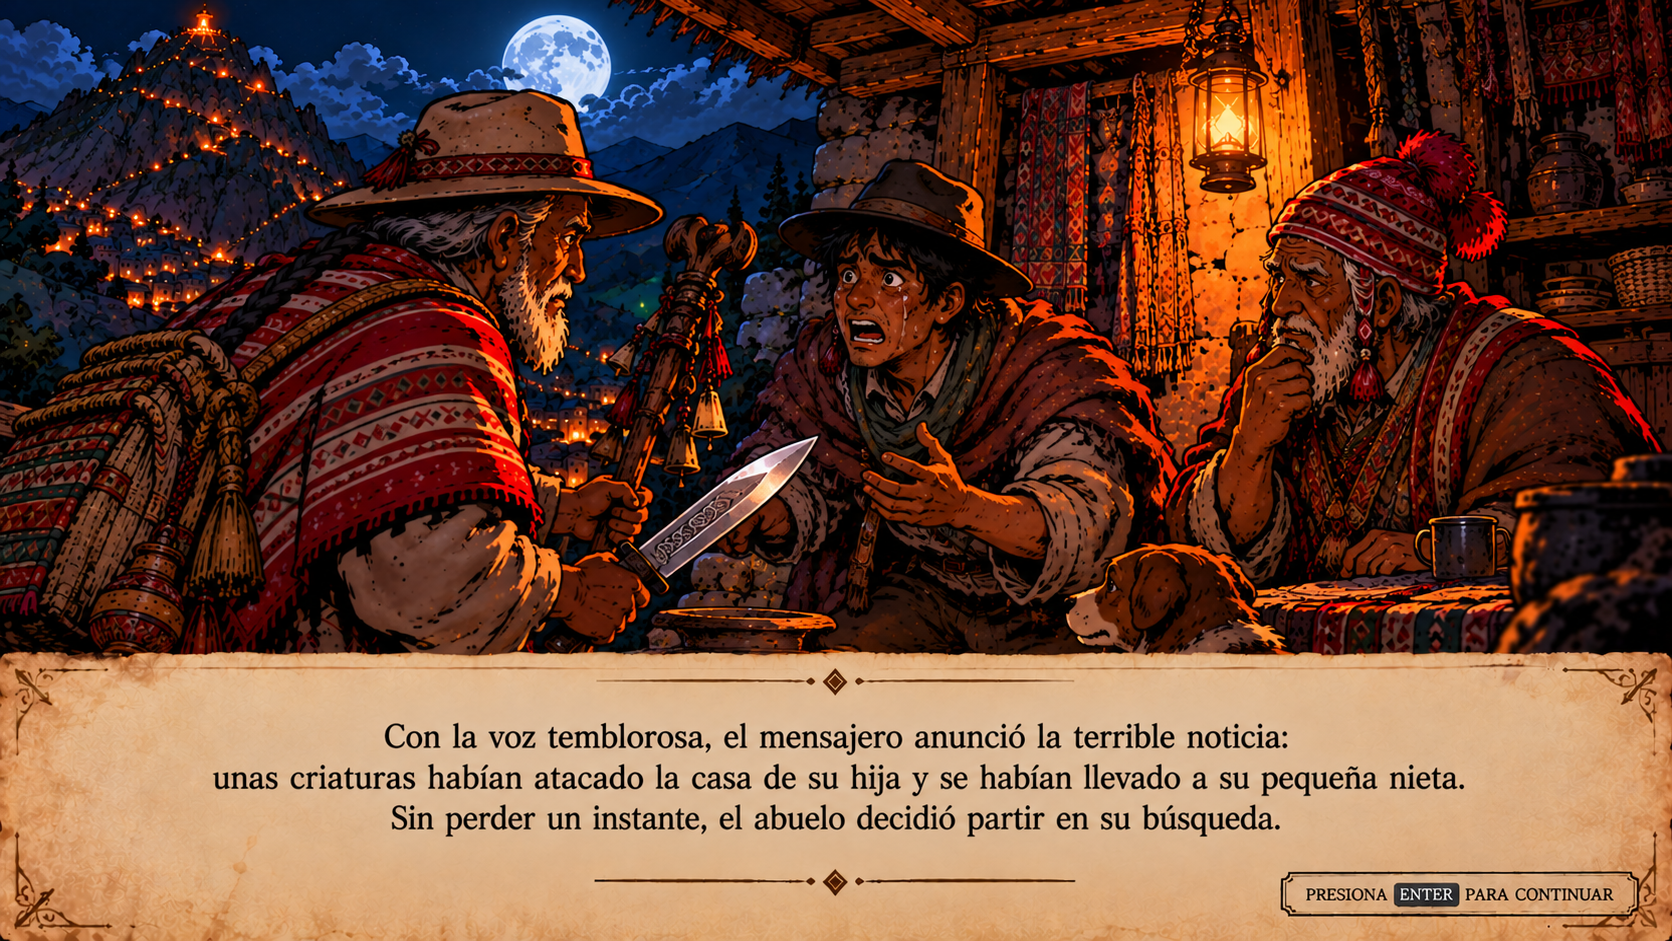 Con la voz temblorosa, el mensajero anunció la terrible noticia:
unas criaturas habían atacado la casa de su hija y se habían llevado a su pequeña nieta.
Sin perder un instante, el abuelo decidió partir en su búsqueda.
PRESIONA ENTER PARA CONTINUAR